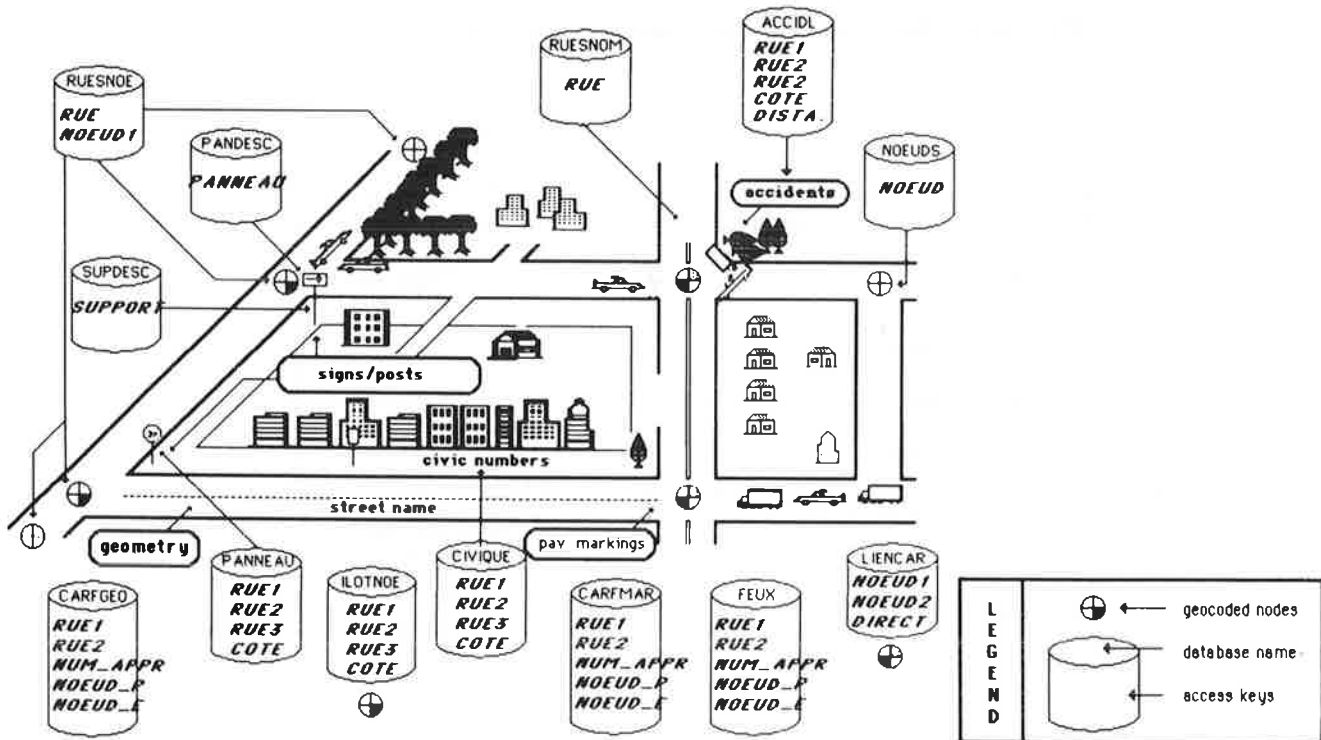 ACCIDL
RUE1
RUE2
RUE2
COTE
DISTA.
RUESNOM
RUE
RUESNOE
RUE
NOEUD1
PANDESC
PANNEAU
NOEUDS
NOEUD
accidents
SUPDESC
SUPPORT
signs/posts
civic numbers
street name
geometry
pav markings
CARFGEO
RUE1
RUE2
NUM_APPR
NOEUD_P
NOEUD_E
PANNEAU
RUE1
RUE2
RUE3
COTE
ILOTNOE
RUE1
RUE2
RUE3
COTE
CIVIQUE
RUE1
RUE2
RUE3
COTE
CARFMAR
RUE1
RUE2
NUM_APPR
NOEUD_P
NOEUD_E
FEUX
RUE1
RUE2
NUM_APPR
NOEUD_P
NOEUD_E
LIENCAR
NOEUD1
NOEUD2
DIRECT
LEGEND
geocoded nodes
database name
access keys